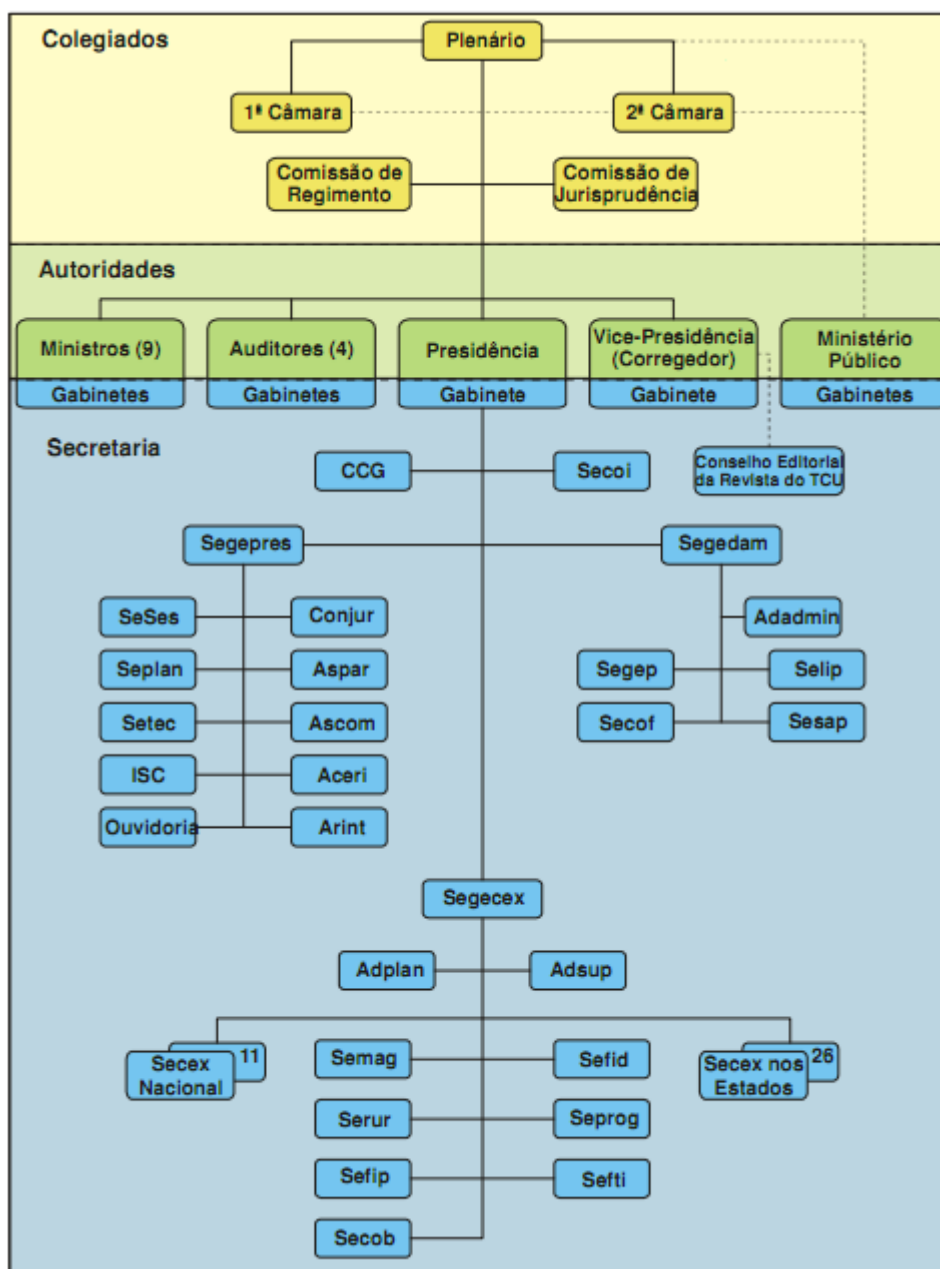 Colegiados
Plenário
1ª Câmara
2ª Câmara
Comissão de
Regimento
Comissão de
Jurisprudência
Autoridades
Ministros (9)
Auditores (4)
Presidência
Vice-Presidência
(Corregedor)
Ministério
Público
Gabinetes
Gabinetes
Gabinete
Gabinete
Gabinetes
Secretaria
CCG
Secoi
Conselho Editorial
da Revista do TCU
Segepres
Segedam
SeSes
Conjur
Adadmin
Seplan
Aspar
Segep
Selip
Setec
Ascom
Secof
Sesap
ISC
Aceri
Ouvidoria
Arint
Segecex
Adplan
Adsup
Secex
Nacional
11
Semag
Sefid
Secex nos
Estados
26
Serur
Seprog
Sefip
Sefti
Secob